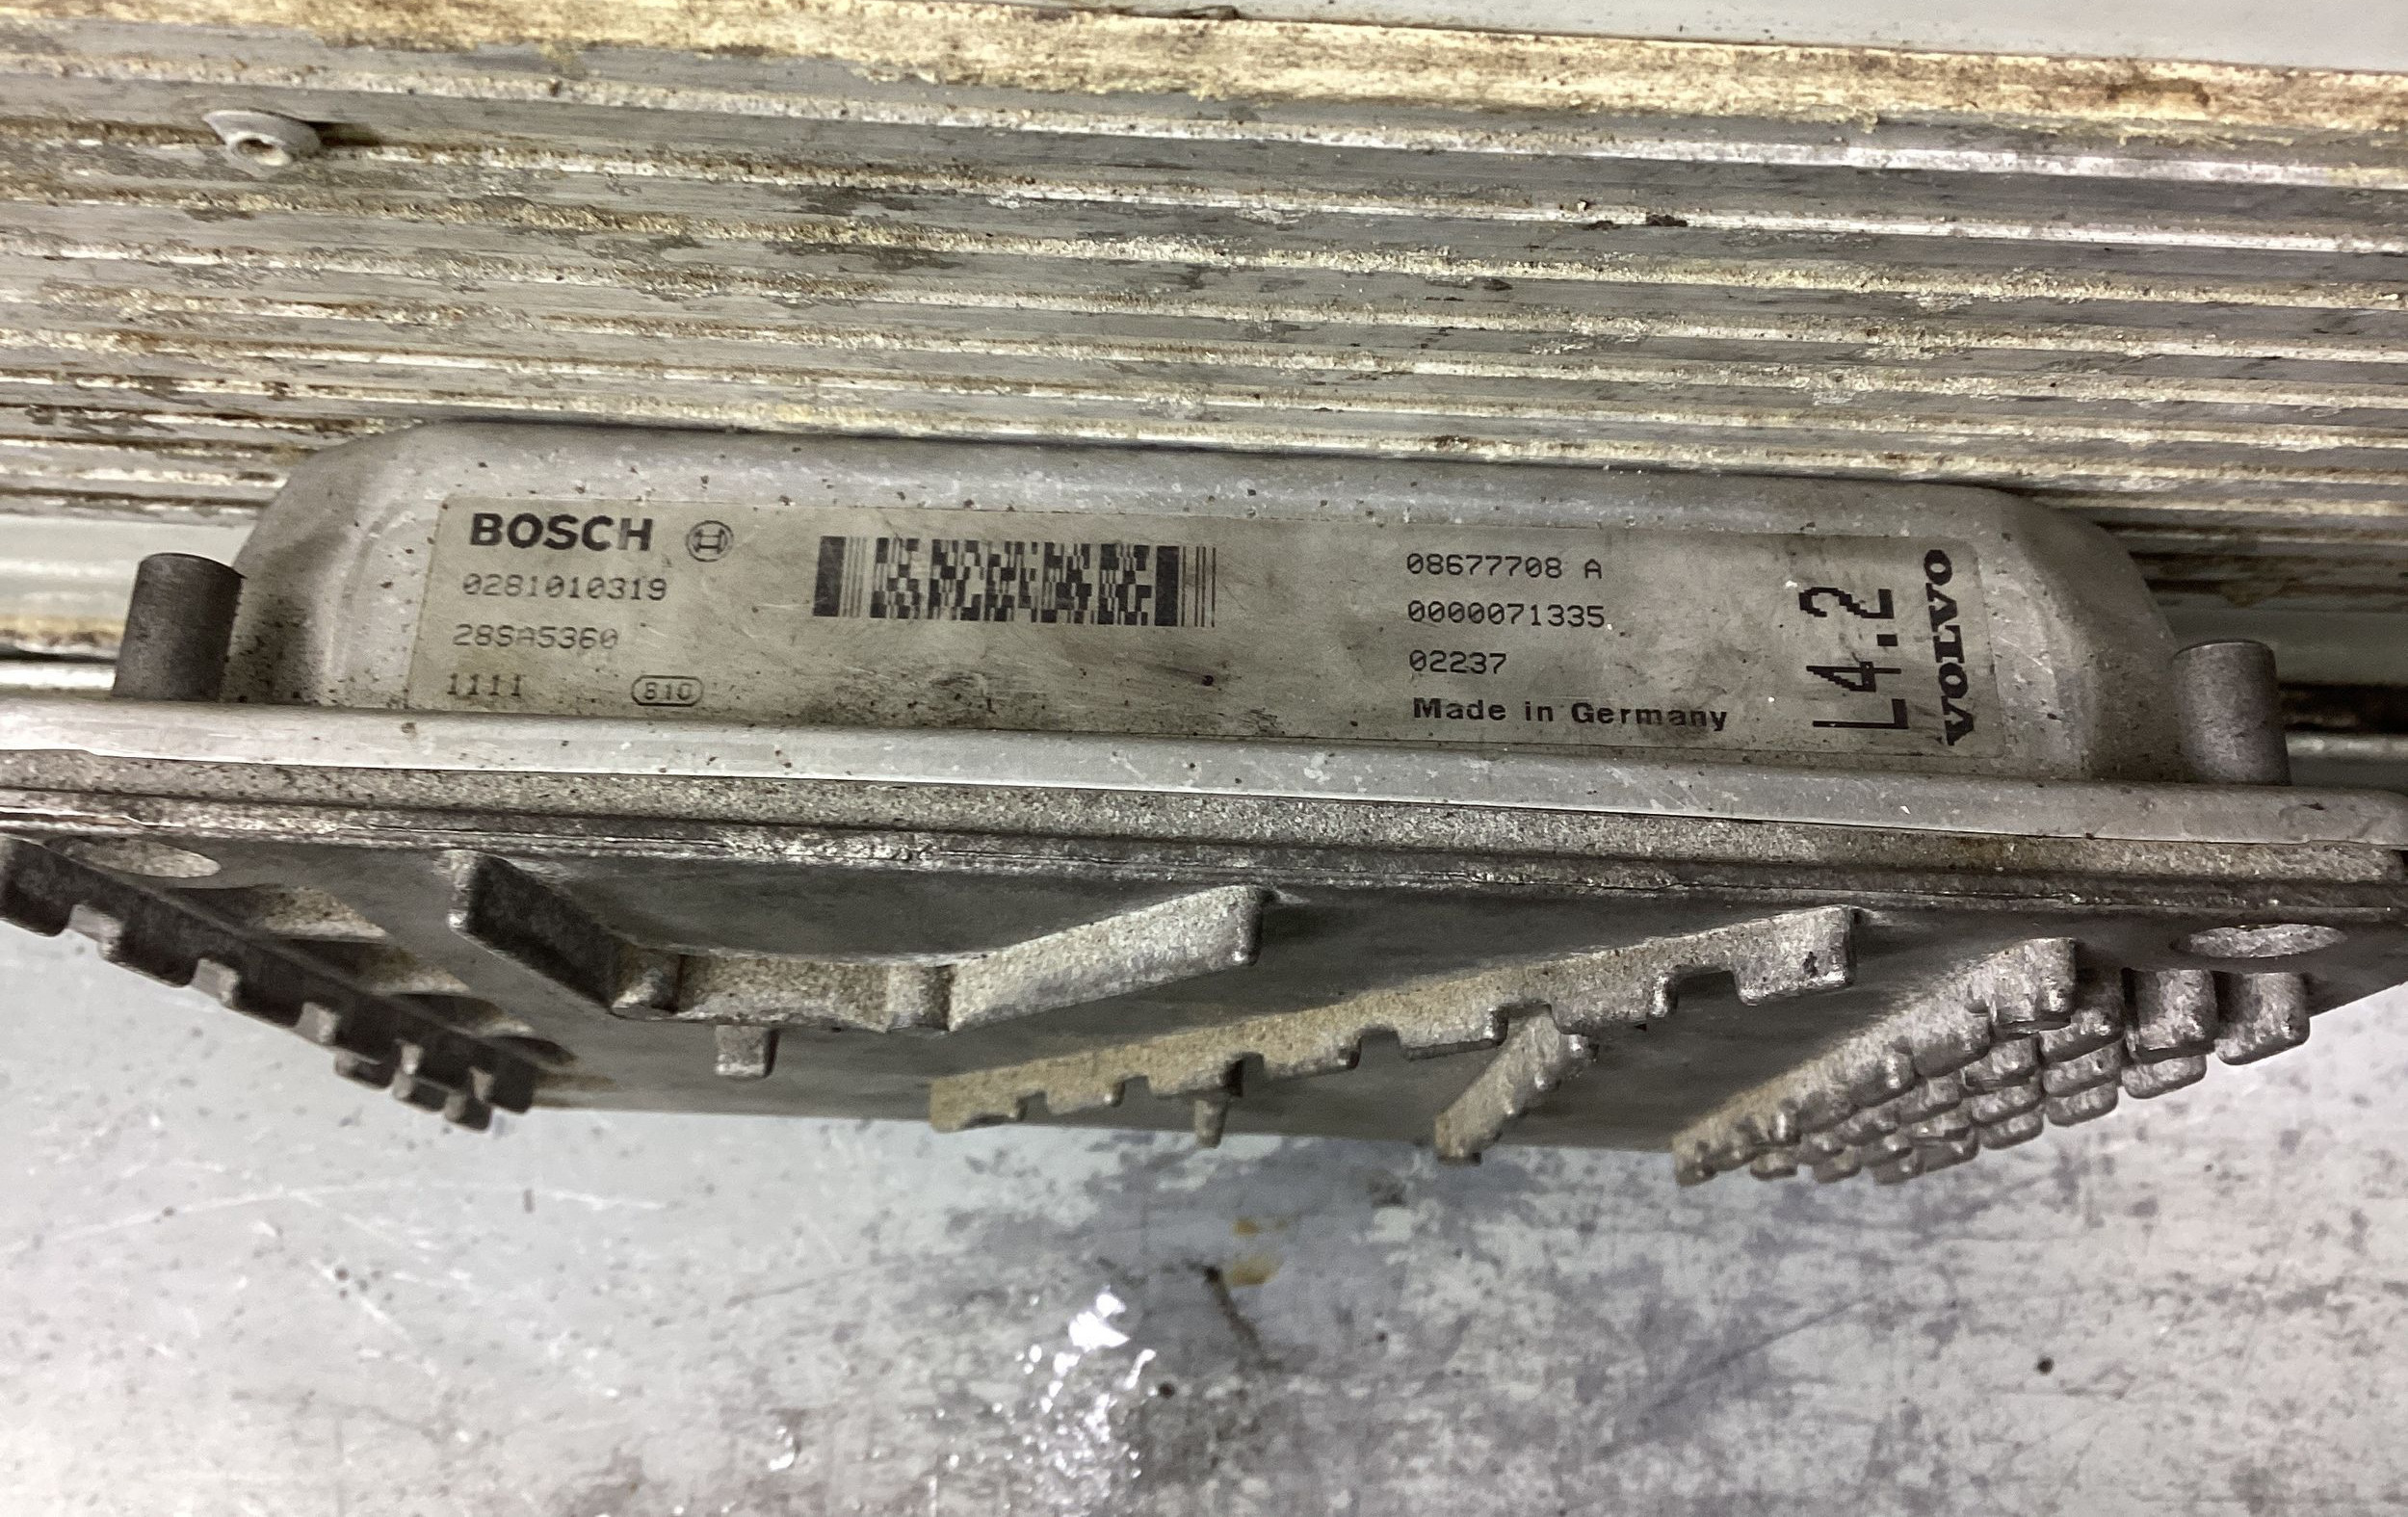 BOSCH
0281010319
28SA5360
1111
810
08677708 A
0000071335
02237
Made in Germany
L4.2
VOLVO